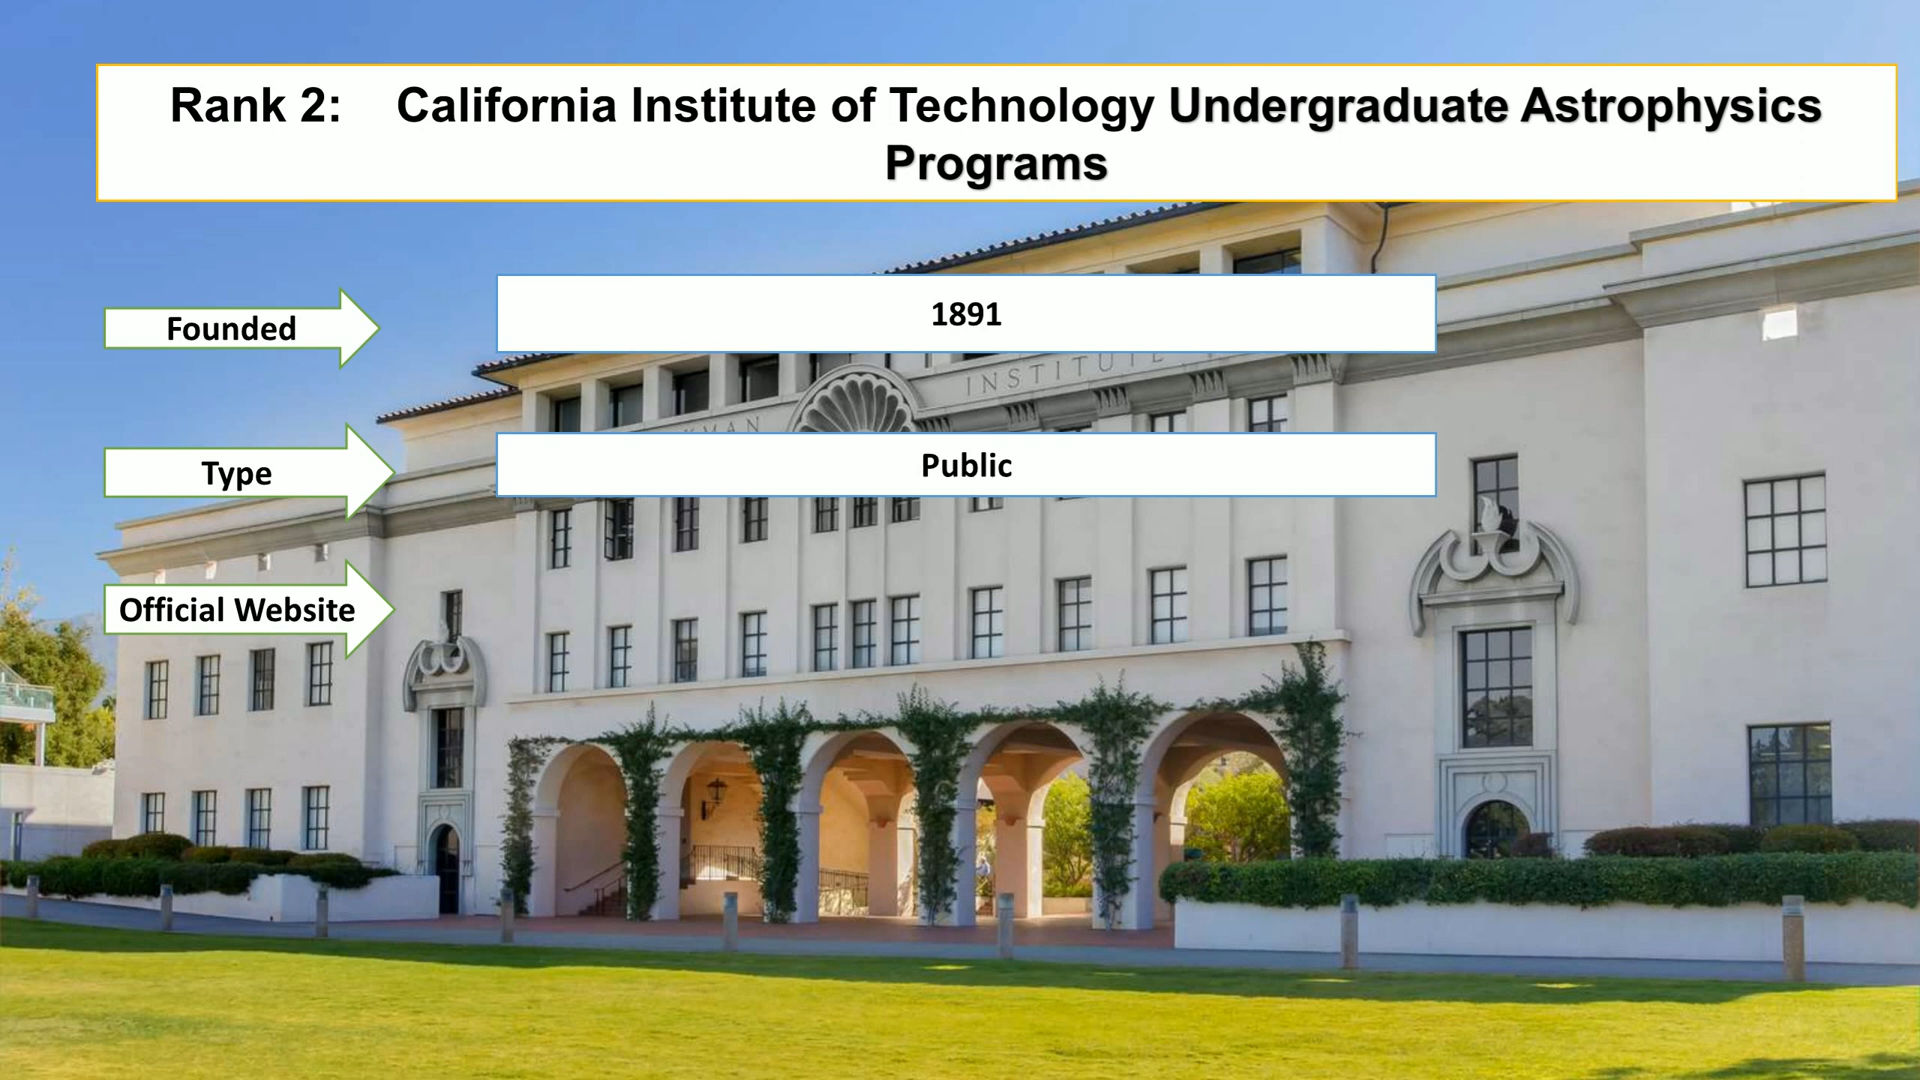 Rank 2: California Institute of Technology Undergraduate Astrophysics
Programs
Founded
1891
INSTITUTE
Type
Public
Official Website